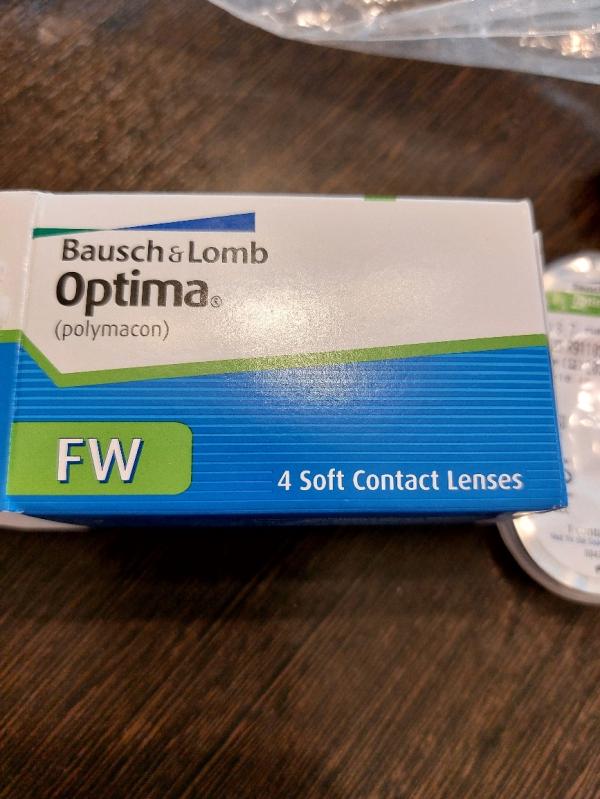 Bausch & Lomb
Optima®
(polymacon)
FW
4 Soft Contact Lenses